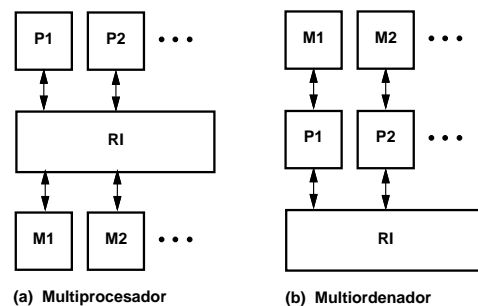 P1 P2 • • •
RI
M1 M2 • • •
(a) Multiprocesador
M1 M2 • • •
P1 P2 • • •
RI
(b) Multiordenador